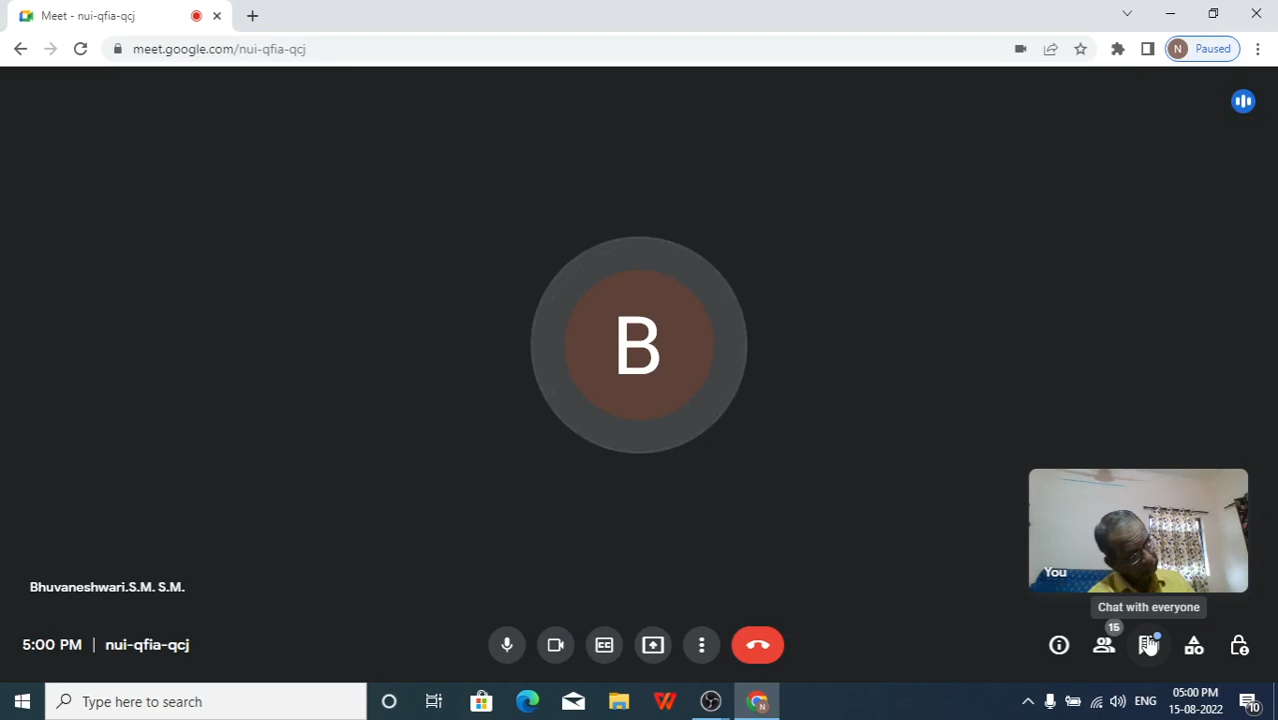 Meet - nui-qfia-qcj
meet.google.com/nui-qfia-qcj
N Paused
B
You
Bhuvaneshwari.S.M. S.M.
Chat with everyone
15
5:00 PM | nui-qfia-qcj
CC
Type here to search
N
ENG
05:00 PM
15-08-2022
10